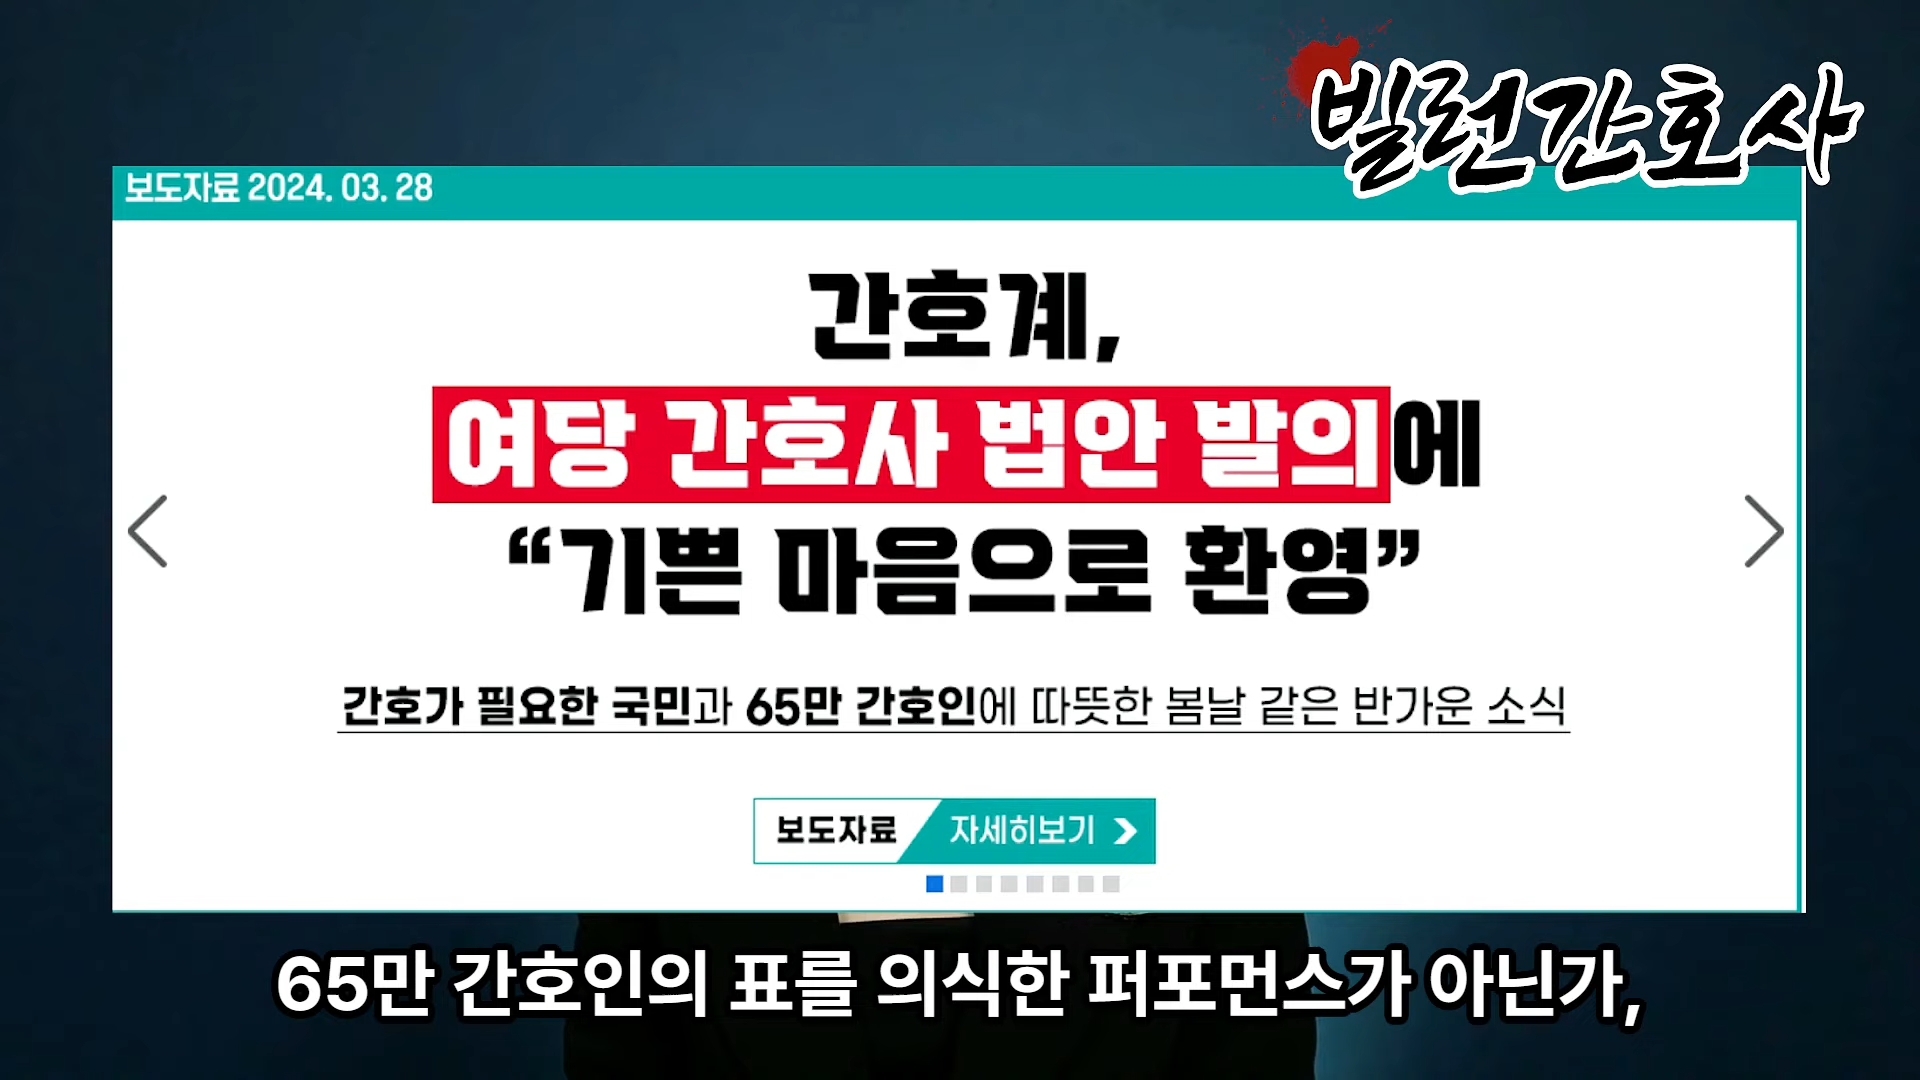 빌런간호사
보도자료 2024. 03. 28
간호계,
여당 간호사 법안 발의에
“기쁜 마음으로 환영”
간호가 필요한 국민과 65만 간호인에 따뜻한 봄날 같은 반가운 소식
보도자료 자세히보기
65만 간호인의 표를 의식한 퍼포먼스가 아닌가,